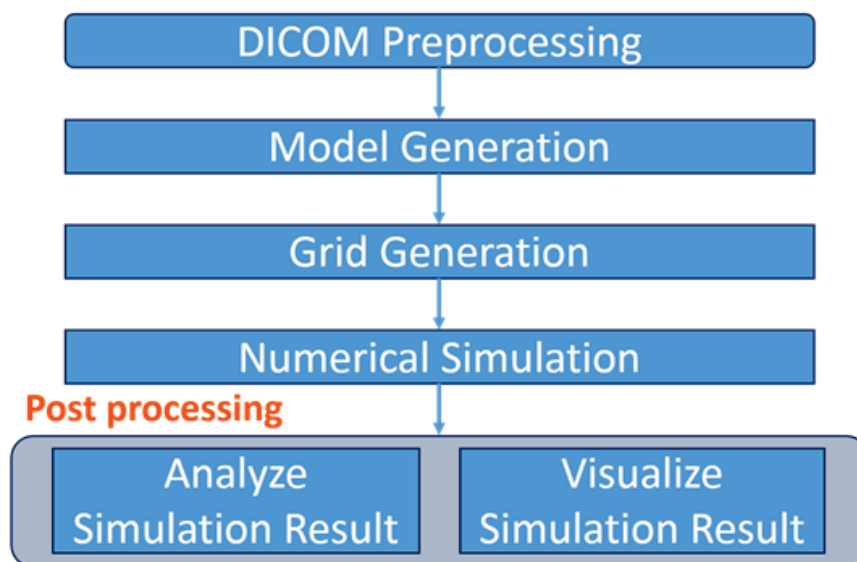 DICOM Preprocessing
Model Generation
Grid Generation
Numerical Simulation
Post processing
Analyze
Simulation Result
Visualize
Simulation Result